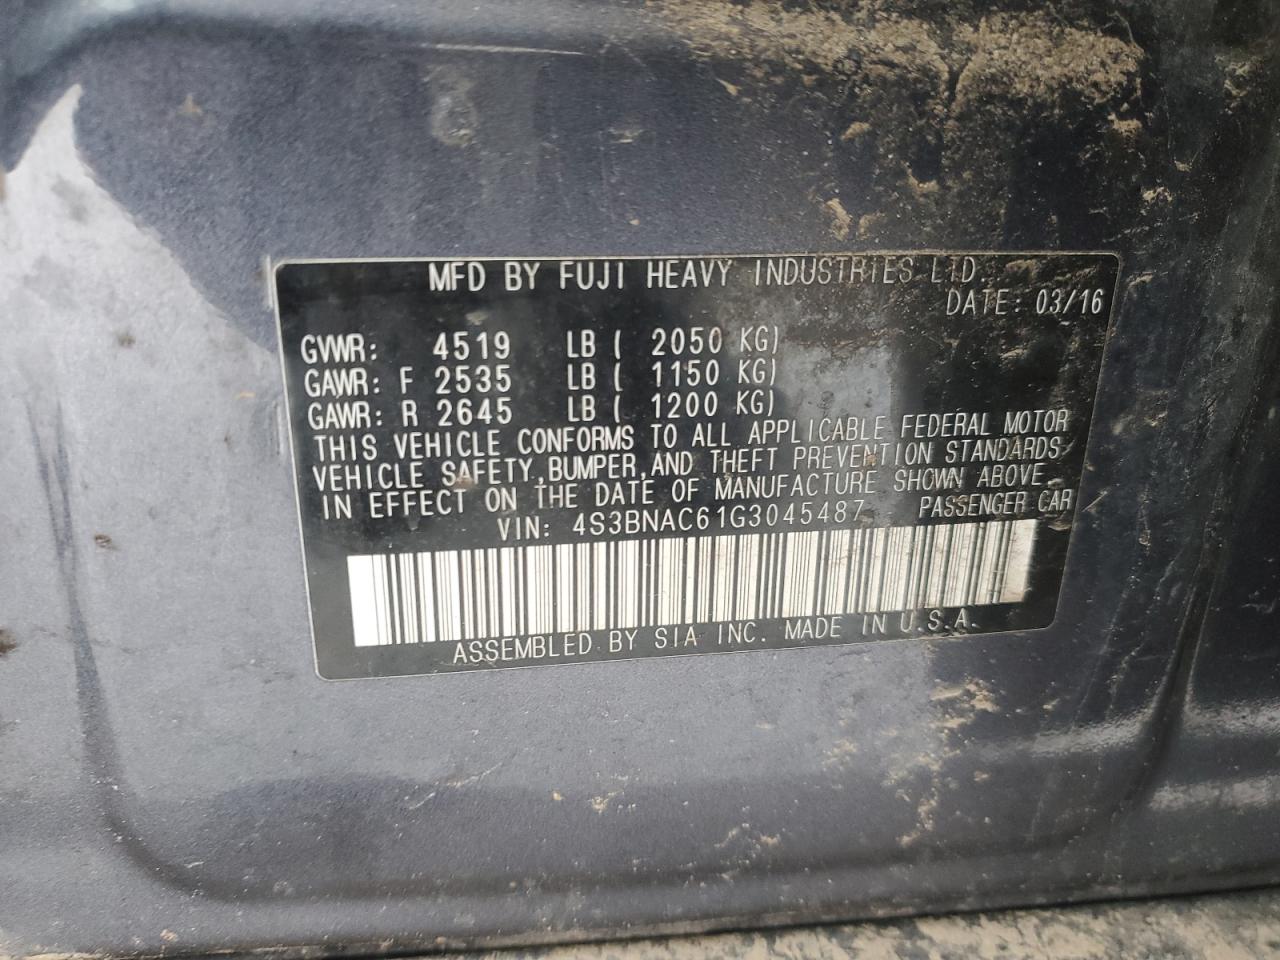 MFD BY FUJI HEAVY INDUSTRIES LTD.
DATE: 03/16
GVWR: 4519 LB ( 2050 KG)
GAWR: F 2535 LB ( 1150 KG)
GAWR: R 2645 LB ( 1200 KG)
THIS VEHICLE CONFORMS TO ALL APPLICABLE FEDERAL MOTOR
VEHICLE SAFETY, BUMPER, AND THEFT PREVENTION STANDARDS
IN EFFECT ON THE DATE OF MANUFACTURE SHOWN ABOVE.
VIN: 4S3BNAC61G3045487 PASSENGER CAR
ASSEMBLED BY SIA INC. MADE IN U.S.A.